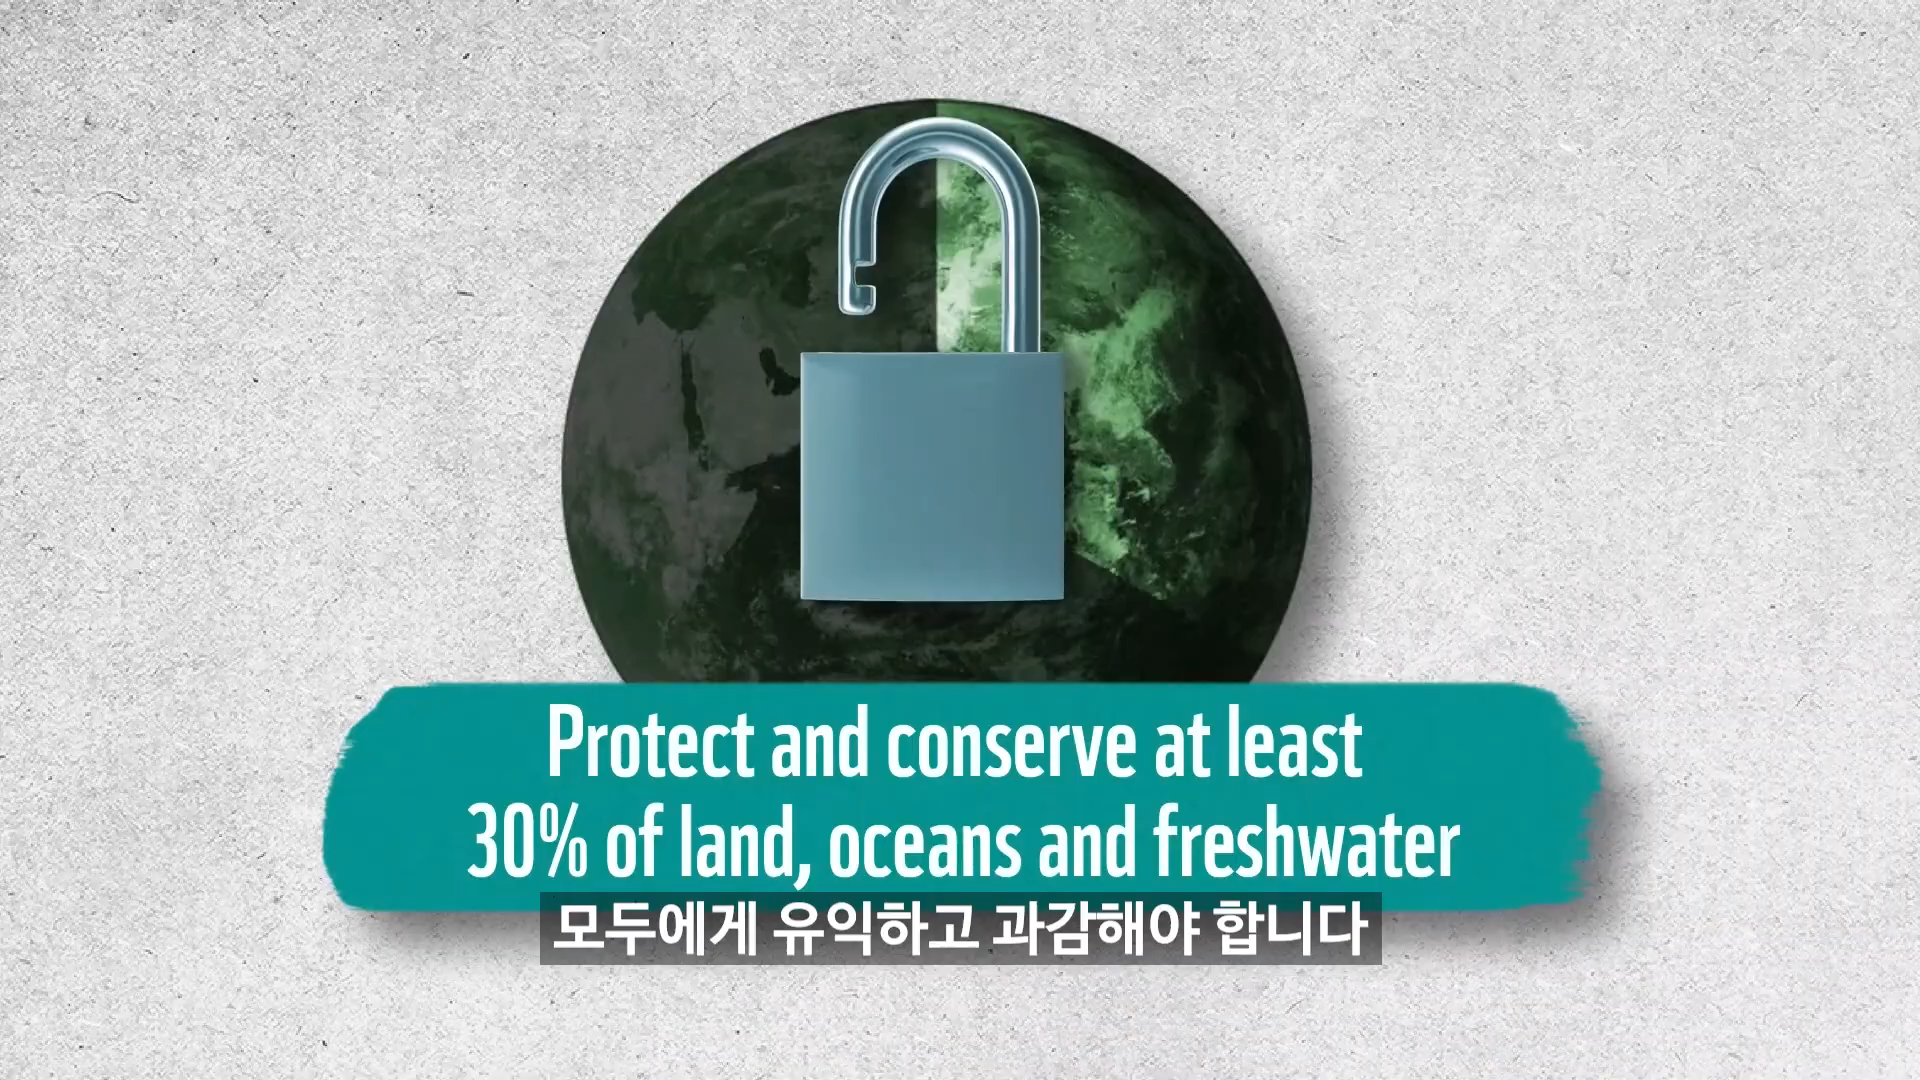 Protect and conserve at least
30% of land, oceans and freshwater
모두에게 유익하고 과감해야 합니다